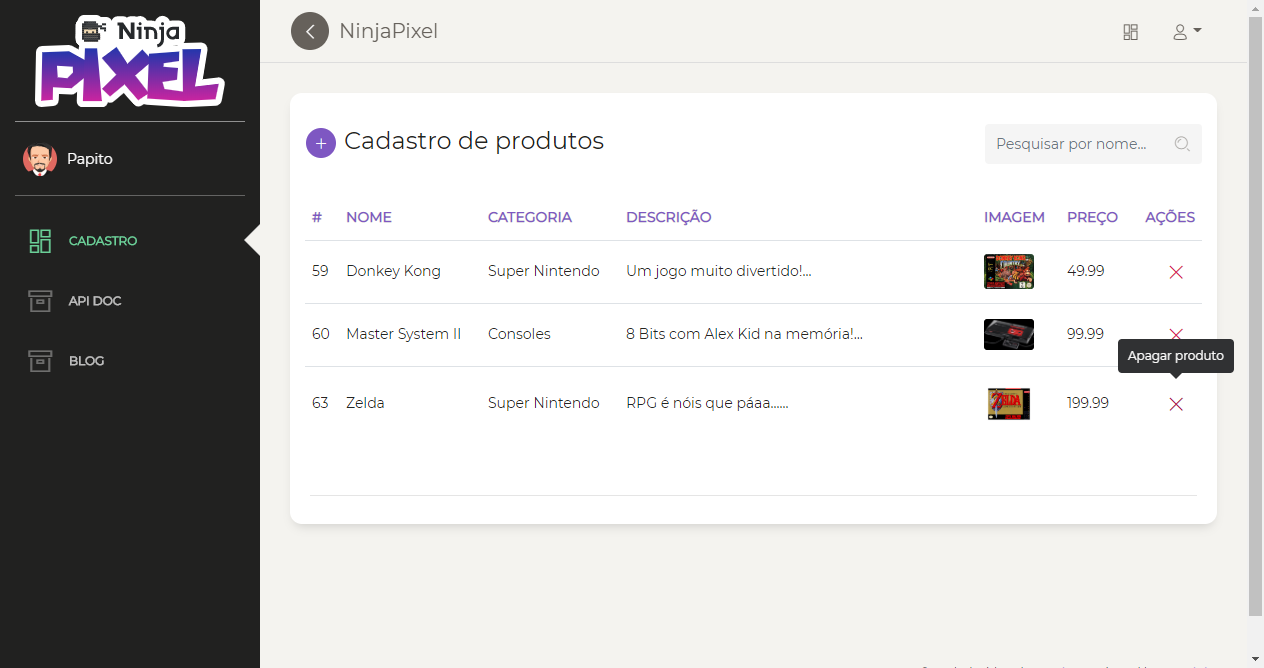 Ninja
PIXEL
NinjaPixel
Papito
CADASTRO
API DOC
BLOG
+ Cadastro de produtos
Pesquisar por nome...
# NOME CATEGORIA DESCRIÇÃO IMAGEM PREÇO AÇÕES
59 Donkey Kong Super Nintendo Um jogo muito divertido!... 49.99
60 Master System II Consoles 8 Bits com Alex Kid na memória!... 99.99
Apagar produto
63 Zelda Super Nintendo RPG é nóis que páaa...... ZELDA 199.99